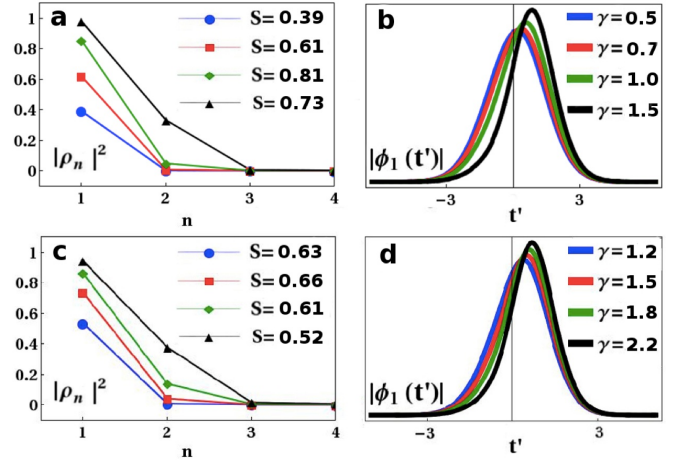 a
S= 0.39
S= 0.61
S= 0.81
S= 0.73
1
0.8
0.6
0.4
0.2
0
|ρn |²
1 2 3 4
n
b
γ= 0.5
γ= 0.7
γ= 1.0
γ= 1.5
|ϕ1 (t')|
−3 3
t'
c
S= 0.63
S= 0.66
S= 0.61
S= 0.52
1
0.8
0.6
0.4
0.2
0
|ρn |²
1 2 3 4
n
d
γ=1.2
γ=1.5
γ=1.8
γ=2.2
|ϕ1 (t')|
−3 3
t'